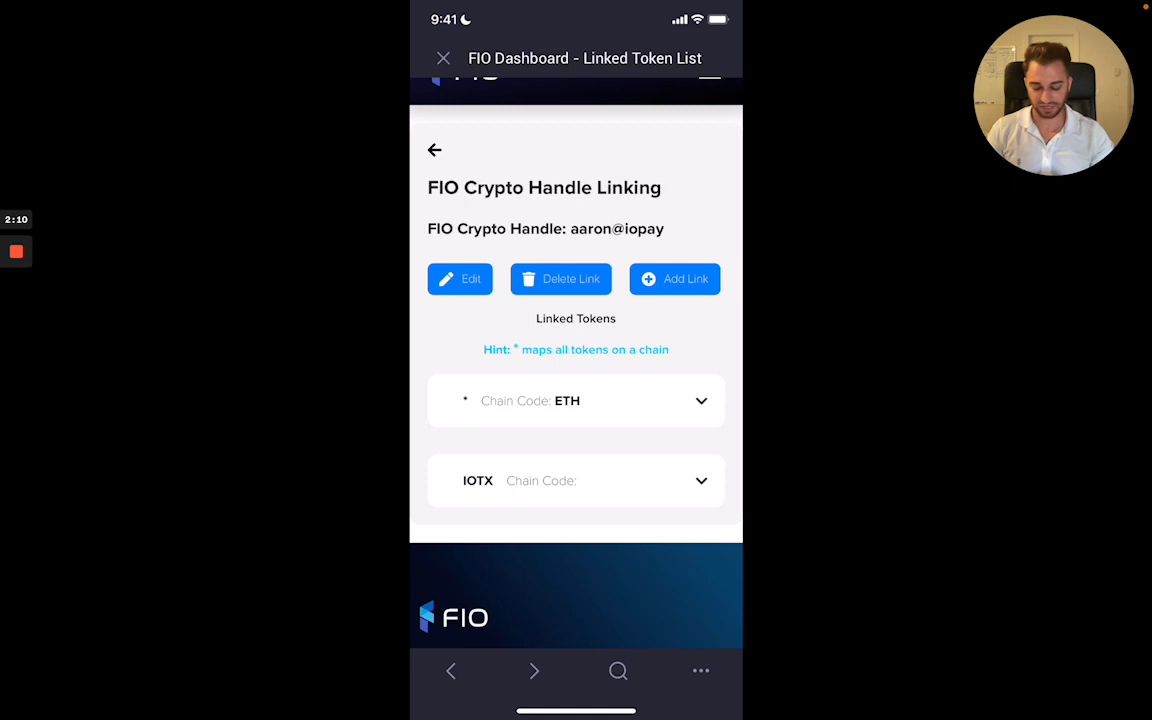 9:41
FIO Dashboard - Linked Token List
2:10
FIO Crypto Handle Linking
FIO Crypto Handle: aaron@iopay
Edit
Delete Link
Add Link
Linked Tokens
Hint: * maps all tokens on a chain
* Chain Code: ETH
IOTX Chain Code:
FIO